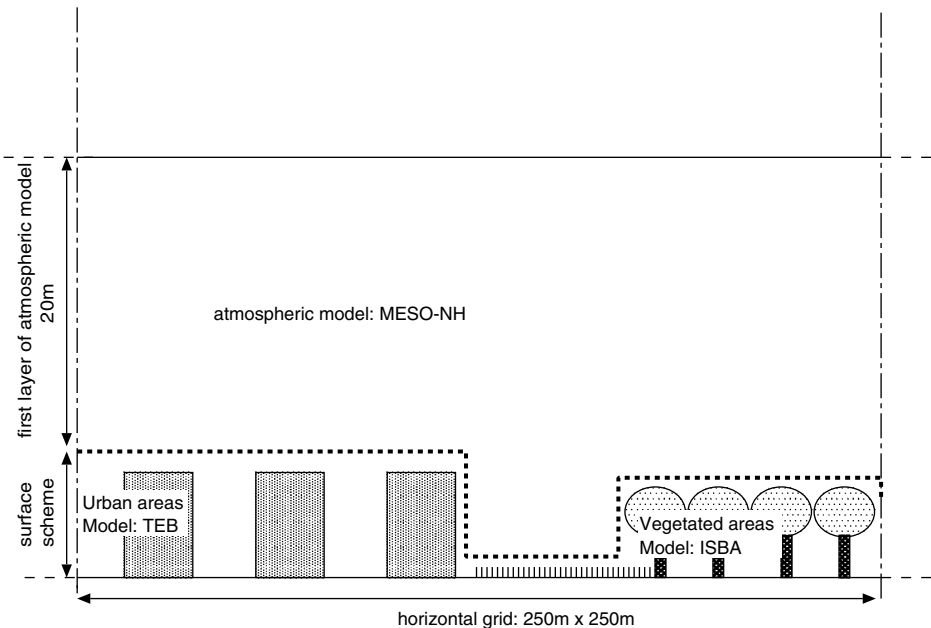 first layer of atmospheric model
20m
atmospheric model: MESO-NH
surface
scheme
Urban areas
Model: TEB
Vegetated areas
Model: ISBA
horizontal grid: 250m x 250m